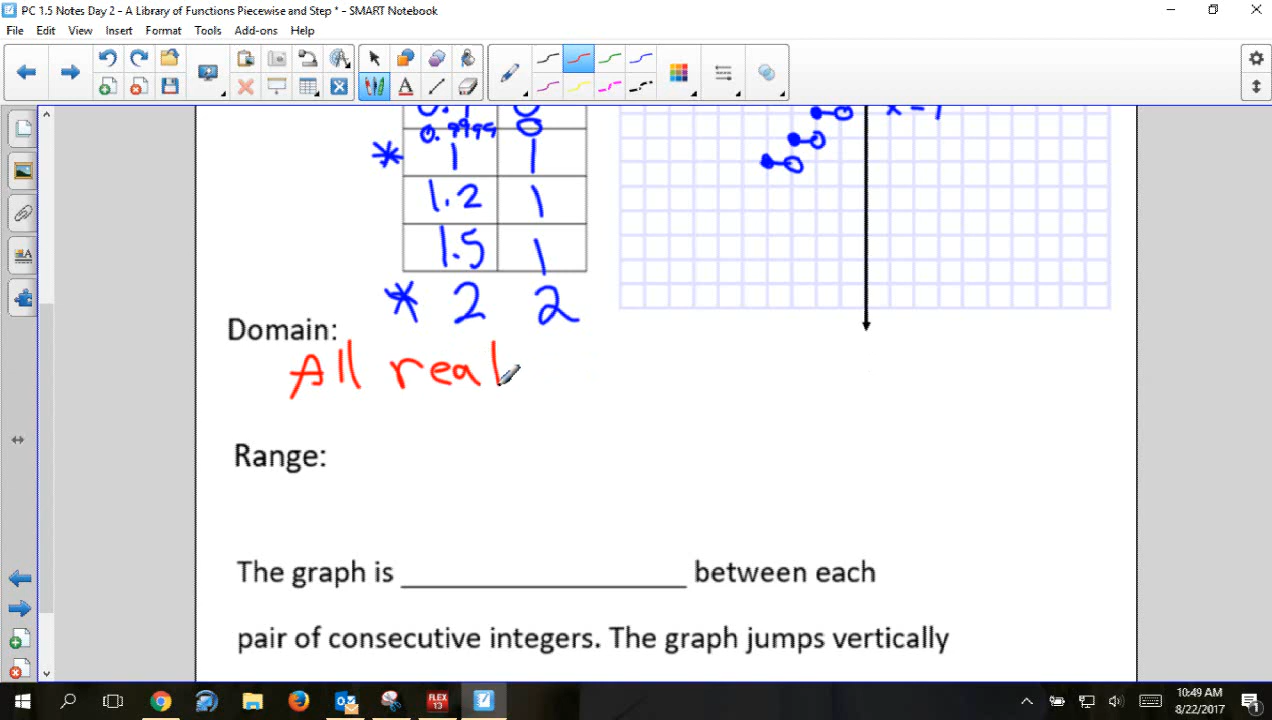 PC 1.5 Notes Day 2 - A Library of Functions Piecewise and Step * - SMART Notebook
File Edit View Insert Format Tools Add-ons Help
0.9999 0
* 1 1
1.2 1
1.5 1
* 2 2
Domain:
All real
Range:
The graph is ____________________ between each
pair of consecutive integers. The graph jumps vertically
FLEX
13
10:49 AM
8/22/2017